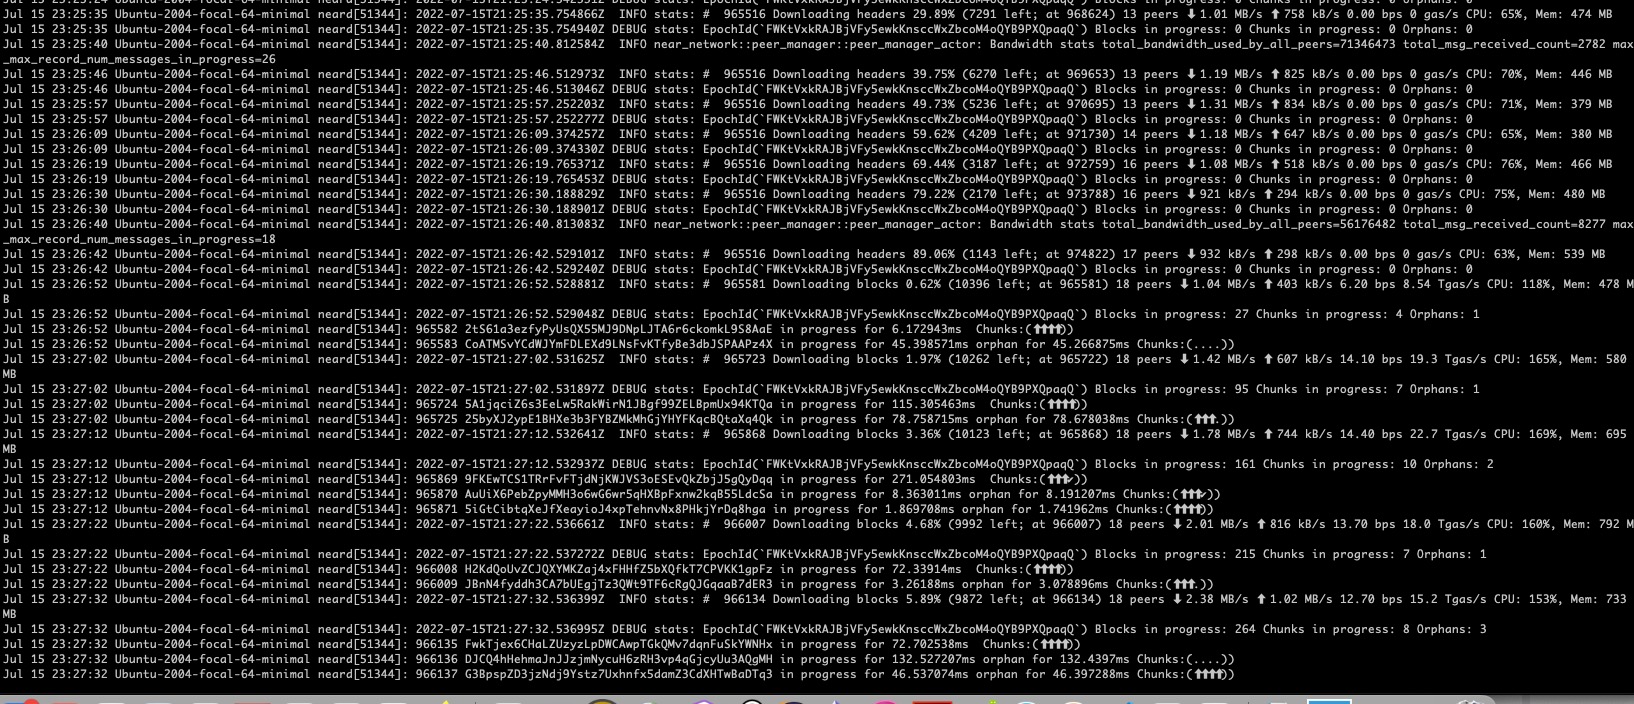 Jul 15 23:25:35 Ubuntu-2004-focal-64-minimal neard[51344]: 2022-07-15T21:25:35.754866Z  INFO stats: #  965516 Downloading headers 29.89% (7291 left; at 968624) 13 peers ⬇ 1.01 MB/s ⬆ 758 kB/s 0.00 bps 0 gas/s CPU: 65%, Mem: 474 MB
Jul 15 23:25:35 Ubuntu-2004-focal-64-minimal neard[51344]: 2022-07-15T21:25:35.754940Z DEBUG stats: EpochId(`FWKtVxkRAJBjVFy5ewkKnsccWxZbcoM4oQYB9PXQpaqQ`) Blocks in progress: 0 Chunks in progress: 0 Orphans: 0
Jul 15 23:25:40 Ubuntu-2004-focal-64-minimal neard[51344]: 2022-07-15T21:25:40.812584Z  INFO near_network::peer_manager::peer_manager_actor: Bandwidth stats total_bandwidth_used_by_all_peers=71346473 total_msg_received_count=2782 max
_max_record_num_messages_in_progress=26
Jul 15 23:25:46 Ubuntu-2004-focal-64-minimal neard[51344]: 2022-07-15T21:25:46.512973Z  INFO stats: #  965516 Downloading headers 39.75% (6270 left; at 969653) 13 peers ⬇ 1.19 MB/s ⬆ 825 kB/s 0.00 bps 0 gas/s CPU: 70%, Mem: 446 MB
Jul 15 23:25:46 Ubuntu-2004-focal-64-minimal neard[51344]: 2022-07-15T21:25:46.513046Z DEBUG stats: EpochId(`FWKtVxkRAJBjVFy5ewkKnsccWxZbcoM4oQYB9PXQpaqQ`) Blocks in progress: 0 Chunks in progress: 0 Orphans: 0
Jul 15 23:25:57 Ubuntu-2004-focal-64-minimal neard[51344]: 2022-07-15T21:25:57.252203Z  INFO stats: #  965516 Downloading headers 49.73% (5236 left; at 970695) 13 peers ⬇ 1.31 MB/s ⬆ 834 kB/s 0.00 bps 0 gas/s CPU: 71%, Mem: 379 MB
Jul 15 23:25:57 Ubuntu-2004-focal-64-minimal neard[51344]: 2022-07-15T21:25:57.252277Z DEBUG stats: EpochId(`FWKtVxkRAJBjVFy5ewkKnsccWxZbcoM4oQYB9PXQpaqQ`) Blocks in progress: 0 Chunks in progress: 0 Orphans: 0
Jul 15 23:26:09 Ubuntu-2004-focal-64-minimal neard[51344]: 2022-07-15T21:26:09.374257Z  INFO stats: #  965516 Downloading headers 59.62% (4209 left; at 971730) 14 peers ⬇ 1.18 MB/s ⬆ 647 kB/s 0.00 bps 0 gas/s CPU: 65%, Mem: 380 MB
Jul 15 23:26:09 Ubuntu-2004-focal-64-minimal neard[51344]: 2022-07-15T21:26:09.374330Z DEBUG stats: EpochId(`FWKtVxkRAJBjVFy5ewkKnsccWxZbcoM4oQYB9PXQpaqQ`) Blocks in progress: 0 Chunks in progress: 0 Orphans: 0
Jul 15 23:26:19 Ubuntu-2004-focal-64-minimal neard[51344]: 2022-07-15T21:26:19.765371Z  INFO stats: #  965516 Downloading headers 69.44% (3187 left; at 972759) 16 peers ⬇ 1.08 MB/s ⬆ 518 kB/s 0.00 bps 0 gas/s CPU: 76%, Mem: 466 MB
Jul 15 23:26:19 Ubuntu-2004-focal-64-minimal neard[51344]: 2022-07-15T21:26:19.765453Z DEBUG stats: EpochId(`FWKtVxkRAJBjVFy5ewkKnsccWxZbcoM4oQYB9PXQpaqQ`) Blocks in progress: 0 Chunks in progress: 0 Orphans: 0
Jul 15 23:26:30 Ubuntu-2004-focal-64-minimal neard[51344]: 2022-07-15T21:26:30.188829Z  INFO stats: #  965516 Downloading headers 79.22% (2170 left; at 973788) 16 peers ⬇ 921 kB/s ⬆ 294 kB/s 0.00 bps 0 gas/s CPU: 75%, Mem: 480 MB
Jul 15 23:26:30 Ubuntu-2004-focal-64-minimal neard[51344]: 2022-07-15T21:26:30.188901Z DEBUG stats: EpochId(`FWKtVxkRAJBjVFy5ewkKnsccWxZbcoM4oQYB9PXQpaqQ`) Blocks in progress: 0 Chunks in progress: 0 Orphans: 0
Jul 15 23:26:40 Ubuntu-2004-focal-64-minimal neard[51344]: 2022-07-15T21:26:40.813083Z  INFO near_network::peer_manager::peer_manager_actor: Bandwidth stats total_bandwidth_used_by_all_peers=56176482 total_msg_received_count=8277 max
_max_record_num_messages_in_progress=18
Jul 15 23:26:42 Ubuntu-2004-focal-64-minimal neard[51344]: 2022-07-15T21:26:42.529101Z  INFO stats: #  965516 Downloading headers 89.06% (1143 left; at 974822) 17 peers ⬇ 932 kB/s ⬆ 298 kB/s 0.00 bps 0 gas/s CPU: 63%, Mem: 539 MB
Jul 15 23:26:42 Ubuntu-2004-focal-64-minimal neard[51344]: 2022-07-15T21:26:42.529240Z DEBUG stats: EpochId(`FWKtVxkRAJBjVFy5ewkKnsccWxZbcoM4oQYB9PXQpaqQ`) Blocks in progress: 0 Chunks in progress: 0 Orphans: 0
Jul 15 23:26:52 Ubuntu-2004-focal-64-minimal neard[51344]: 2022-07-15T21:26:52.528881Z  INFO stats: #  965581 Downloading blocks 0.62% (10396 left; at 965581) 18 peers ⬇ 1.04 MB/s ⬆ 403 kB/s 6.20 bps 8.54 Tgas/s CPU: 118%, Mem: 478 M
B
Jul 15 23:26:52 Ubuntu-2004-focal-64-minimal neard[51344]: 2022-07-15T21:26:52.529048Z DEBUG stats: EpochId(`FWKtVxkRAJBjVFy5ewkKnsccWxZbcoM4oQYB9PXQpaqQ`) Blocks in progress: 27 Chunks in progress: 4 Orphans: 1
Jul 15 23:26:52 Ubuntu-2004-focal-64-minimal neard[51344]: 965582 2tS61a3ezfyPyUsQX55MJ9DNpLJTA6r6ckomkL9S8AaE in progress for 6.172943ms  Chunks:(⬆⬆⬆⬆))
Jul 15 23:26:52 Ubuntu-2004-focal-64-minimal neard[51344]: 965583 CoATMSvYCdWJYmFDLEXd9LNsFvKTfyBe3dbJSPAAPz4X in progress for 45.398571ms orphan for 45.266875ms Chunks:(....))
Jul 15 23:27:02 Ubuntu-2004-focal-64-minimal neard[51344]: 2022-07-15T21:27:02.531625Z  INFO stats: #  965723 Downloading blocks 1.97% (10262 left; at 965722) 18 peers ⬇ 1.42 MB/s ⬆ 607 kB/s 14.10 bps 19.3 Tgas/s CPU: 165%, Mem: 580
MB
Jul 15 23:27:02 Ubuntu-2004-focal-64-minimal neard[51344]: 2022-07-15T21:27:02.531897Z DEBUG stats: EpochId(`FWKtVxkRAJBjVFy5ewkKnsccWxZbcoM4oQYB9PXQpaqQ`) Blocks in progress: 95 Chunks in progress: 7 Orphans: 1
Jul 15 23:27:02 Ubuntu-2004-focal-64-minimal neard[51344]: 965724 5A1jqciZ6s3EeLw5RakWirN1JBgf99ZELBpmUx94KTQa in progress for 115.305463ms  Chunks:(⬆⬆⬆⬆))
Jul 15 23:27:02 Ubuntu-2004-focal-64-minimal neard[51344]: 965725 25byXJZypE1BHXe3b3FYBZMkMhGjYHYFKqcBQtaXq4Qk in progress for 78.758715ms orphan for 78.678038ms Chunks:(⬆⬆⬆.))
Jul 15 23:27:12 Ubuntu-2004-focal-64-minimal neard[51344]: 2022-07-15T21:27:12.532641Z  INFO stats: #  965868 Downloading blocks 3.36% (10123 left; at 965868) 18 peers ⬇ 1.78 MB/s ⬆ 744 kB/s 14.40 bps 22.7 Tgas/s CPU: 169%, Mem: 695
MB
Jul 15 23:27:12 Ubuntu-2004-focal-64-minimal neard[51344]: 2022-07-15T21:27:12.532937Z DEBUG stats: EpochId(`FWKtVxkRAJBjVFy5ewkKnsccWxZbcoM4oQYB9PXQpaqQ`) Blocks in progress: 161 Chunks in progress: 10 Orphans: 2
Jul 15 23:27:12 Ubuntu-2004-focal-64-minimal neard[51344]: 965869 9FKEwTCS1TRrFvFTjdNjKWJVS3oESEvQkZbjJ5gQyDqq in progress for 271.054803ms  Chunks:(⬆⬆⬆✔))
Jul 15 23:27:12 Ubuntu-2004-focal-64-minimal neard[51344]: 965870 AuUiX6PebZpyMMH3o6wG6wr5qHXBpFxnw2kqB55LdcSa in progress for 8.363011ms orphan for 8.191207ms Chunks:(⬆⬆⬆✔))
Jul 15 23:27:12 Ubuntu-2004-focal-64-minimal neard[51344]: 965871 5iGtCibtqXeJfXeayioJ4xpTehnvNx8PHkjYrDq8hga in progress for 1.869708ms orphan for 1.741962ms Chunks:(⬆⬆⬆⬆))
Jul 15 23:27:22 Ubuntu-2004-focal-64-minimal neard[51344]: 2022-07-15T21:27:22.536661Z  INFO stats: #  966007 Downloading blocks 4.68% (9992 left; at 966007) 18 peers ⬇ 2.01 MB/s ⬆ 816 kB/s 13.70 bps 18.0 Tgas/s CPU: 160%, Mem: 792 M
B
Jul 15 23:27:22 Ubuntu-2004-focal-64-minimal neard[51344]: 2022-07-15T21:27:22.537272Z DEBUG stats: EpochId(`FWKtVxkRAJBjVFy5ewkKnsccWxZbcoM4oQYB9PXQpaqQ`) Blocks in progress: 215 Chunks in progress: 7 Orphans: 1
Jul 15 23:27:22 Ubuntu-2004-focal-64-minimal neard[51344]: 966008 H2KdQoUvZCJQXYMKZaj4xFHHfZ5bXQfkT7CPVKK1gpFz in progress for 72.33914ms  Chunks:(⬆⬆⬆⬆))
Jul 15 23:27:22 Ubuntu-2004-focal-64-minimal neard[51344]: 966009 JBnN4fyddh3CA7bUEgjTz3QWt9TF6cRgQJGqaaB7dER3 in progress for 3.26188ms orphan for 3.078896ms Chunks:(⬆⬆⬆.))
Jul 15 23:27:32 Ubuntu-2004-focal-64-minimal neard[51344]: 2022-07-15T21:27:32.536399Z  INFO stats: #  966134 Downloading blocks 5.89% (9872 left; at 966134) 18 peers ⬇ 2.38 MB/s ⬆ 1.02 MB/s 12.70 bps 15.2 Tgas/s CPU: 153%, Mem: 733
MB
Jul 15 23:27:32 Ubuntu-2004-focal-64-minimal neard[51344]: 2022-07-15T21:27:32.536995Z DEBUG stats: EpochId(`FWKtVxkRAJBjVFy5ewkKnsccWxZbcoM4oQYB9PXQpaqQ`) Blocks in progress: 264 Chunks in progress: 8 Orphans: 3
Jul 15 23:27:32 Ubuntu-2004-focal-64-minimal neard[51344]: 966135 FwkTjex6CHaLZUzyzLpDWCAwpTGkQMv7dqnFuSkYWNHx in progress for 72.702538ms  Chunks:(⬆⬆⬆⬆))
Jul 15 23:27:32 Ubuntu-2004-focal-64-minimal neard[51344]: 966136 DJCQ4hHehmaJnJJzjmNycuH6zRH3vp4qGjcyUu3AQgMH in progress for 132.527207ms orphan for 132.4397ms Chunks:(....))
Jul 15 23:27:32 Ubuntu-2004-focal-64-minimal neard[51344]: 966137 G3BpspZD3jzNdj9Ystz7Uxhnfx5damZ3CdXHTwBaDTq3 in progress for 46.537074ms orphan for 46.397288ms Chunks:(⬆⬆⬆⬆))